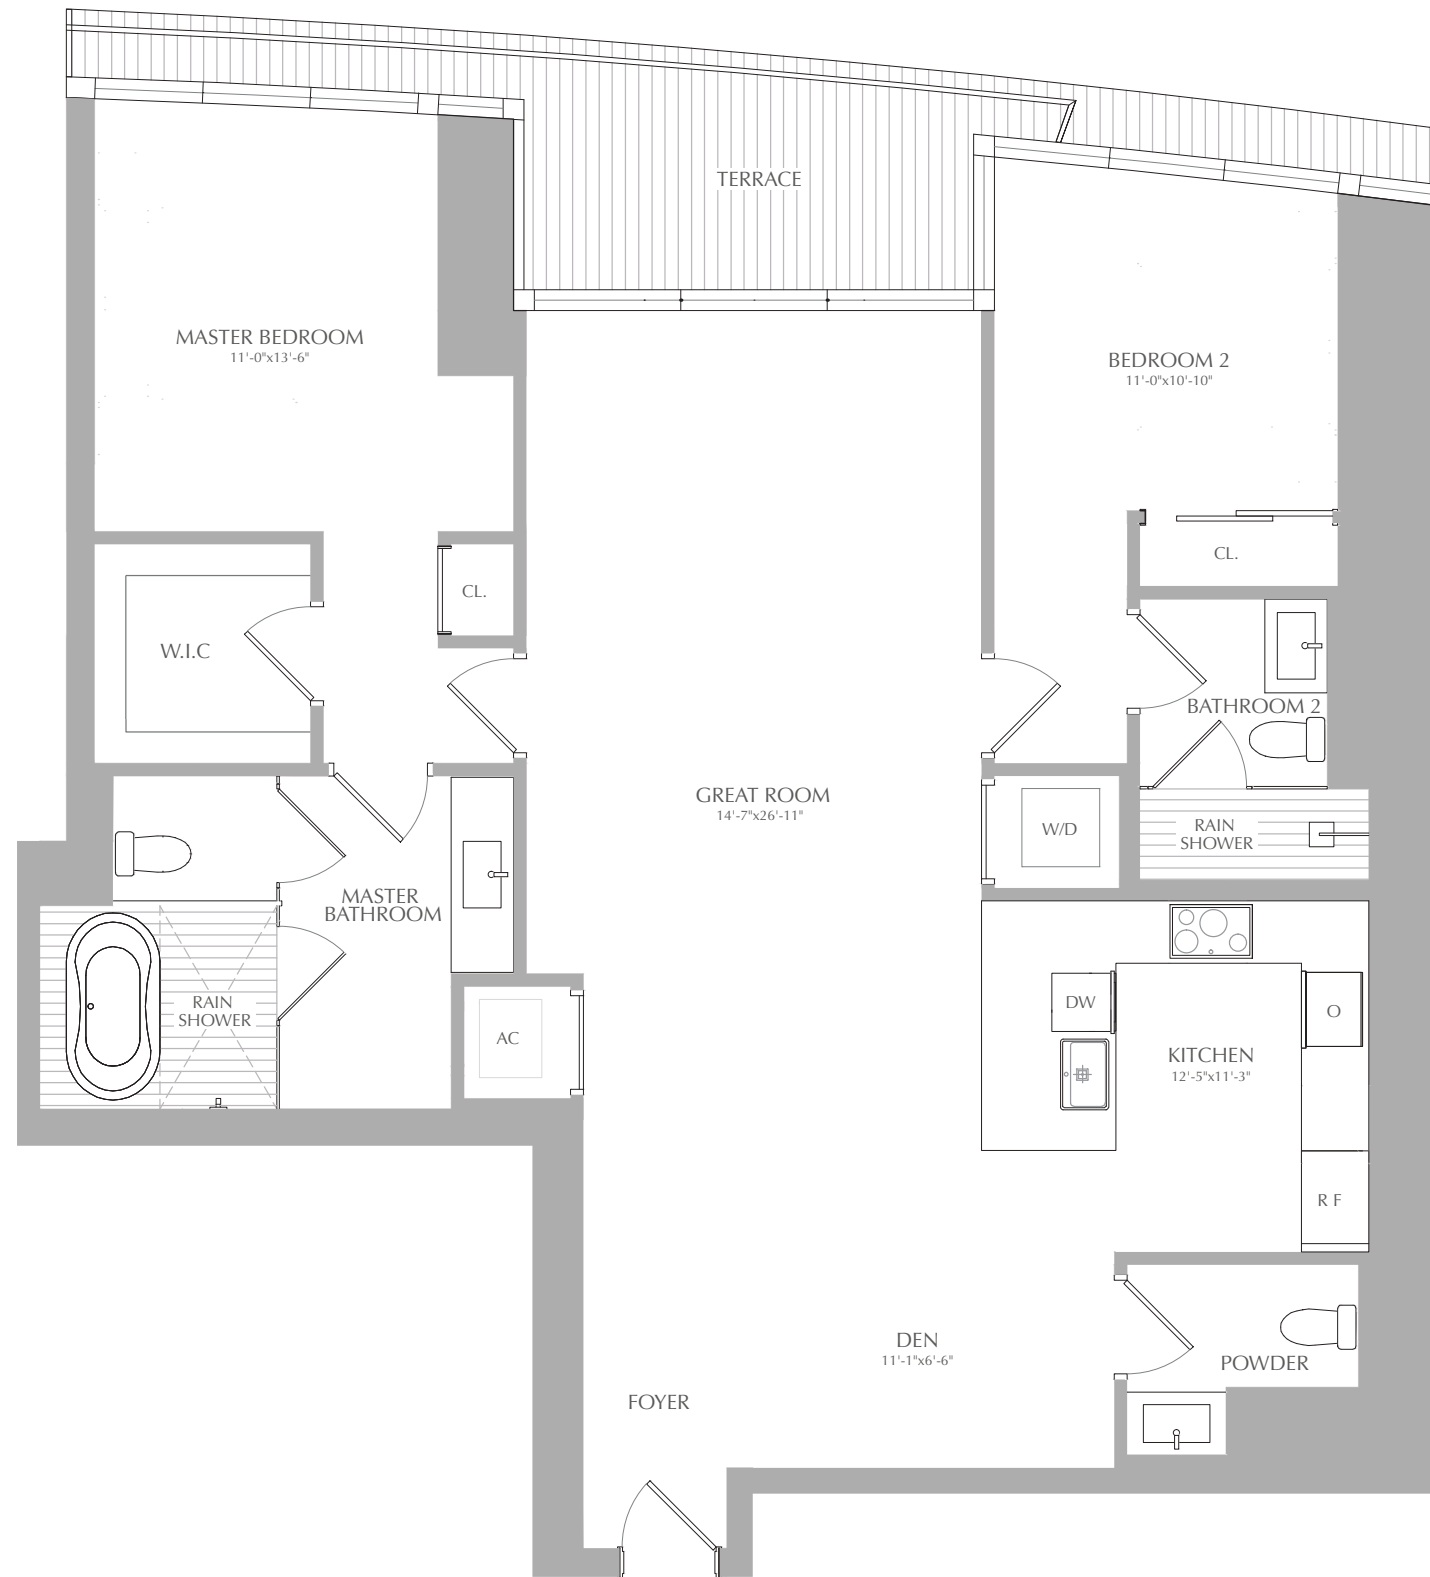 TERRACE
MASTER BEDROOM
11'-0"x13'-6"
BEDROOM 2
11'-0"x10'-10"
CL.
CL.
W.I.C
BATHROOM 2
GREAT ROOM
14'-7"x26'-11"
W/D
RAIN
SHOWER
MASTER
BATHROOM
RAIN
SHOWER
AC
DW
O
KITCHEN
12'-5"x11'-3"
R F
DEN
11'-1"x6'-6"
POWDER
FOYER